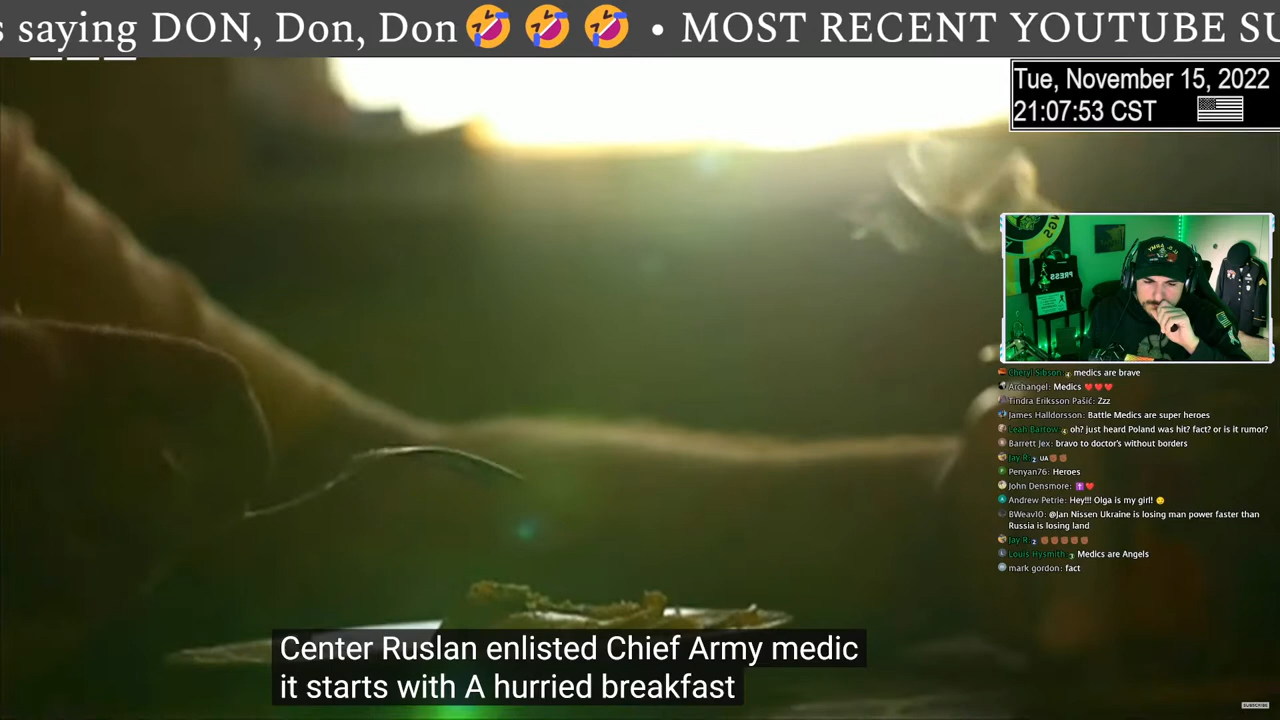 s saying DON, Don, Don🤣 🤣 🤣 • MOST RECENT YOUTUBE SU
Tue, November 15, 2022
21:07:53 CST
PRESS
Cheryl Sibson: medics are brave
Archangel: Medics ❤️❤️❤️
Tindra Eriksson Pašić: Zzz
James Halldorsson: Battle Medics are super heroes
Leah Bartow: oh? just heard Poland was hit? fact? or is it rumor?
Barrett Jex: bravo to doctor's without borders
Jay R: UA✊🏾✊🏾
Penyan76: Heroes
John Densmore: ✝️❤️
Andrew Petrie: Hey!!! Olga is my girl! 😏
BWeav10: @Jan Nissen Ukraine is losing man power faster than
Russia is losing land
Jay R: ✊🏾✊🏾✊🏾✊🏾✊🏾
Louis Hysmith: Medics are Angels
mark gordon: fact
Center Ruslan enlisted Chief Army medic
it starts with A hurried breakfast
SUBSCRIBE